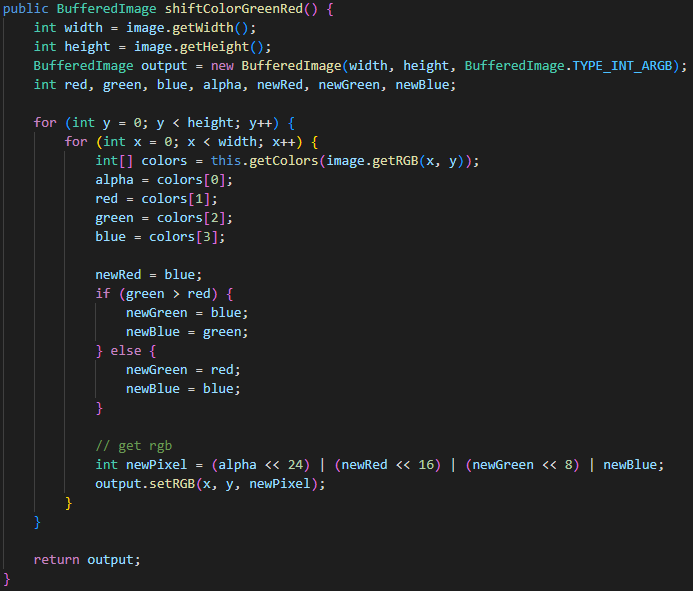 public BufferedImage shiftColorGreenRed() {
    int width = image.getWidth();
    int height = image.getHeight();
    BufferedImage output = new BufferedImage(width, height, BufferedImage.TYPE_INT_ARGB);
    int red, green, blue, alpha, newRed, newGreen, newBlue;

    for (int y = 0; y < height; y++) {
        for (int x = 0; x < width; x++) {
            int[] colors = this.getColors(image.getRGB(x, y));
            alpha = colors[0];
            red = colors[1];
            green = colors[2];
            blue = colors[3];

            newRed = blue;
            if (green > red) {
                newGreen = blue;
                newBlue = green;
            } else {
                newGreen = red;
                newBlue = blue;
            }

            // get rgb
            int newPixel = (alpha << 24) | (newRed << 16) | (newGreen << 8) | newBlue;
            output.setRGB(x, y, newPixel);
        }
    }

    return output;
}